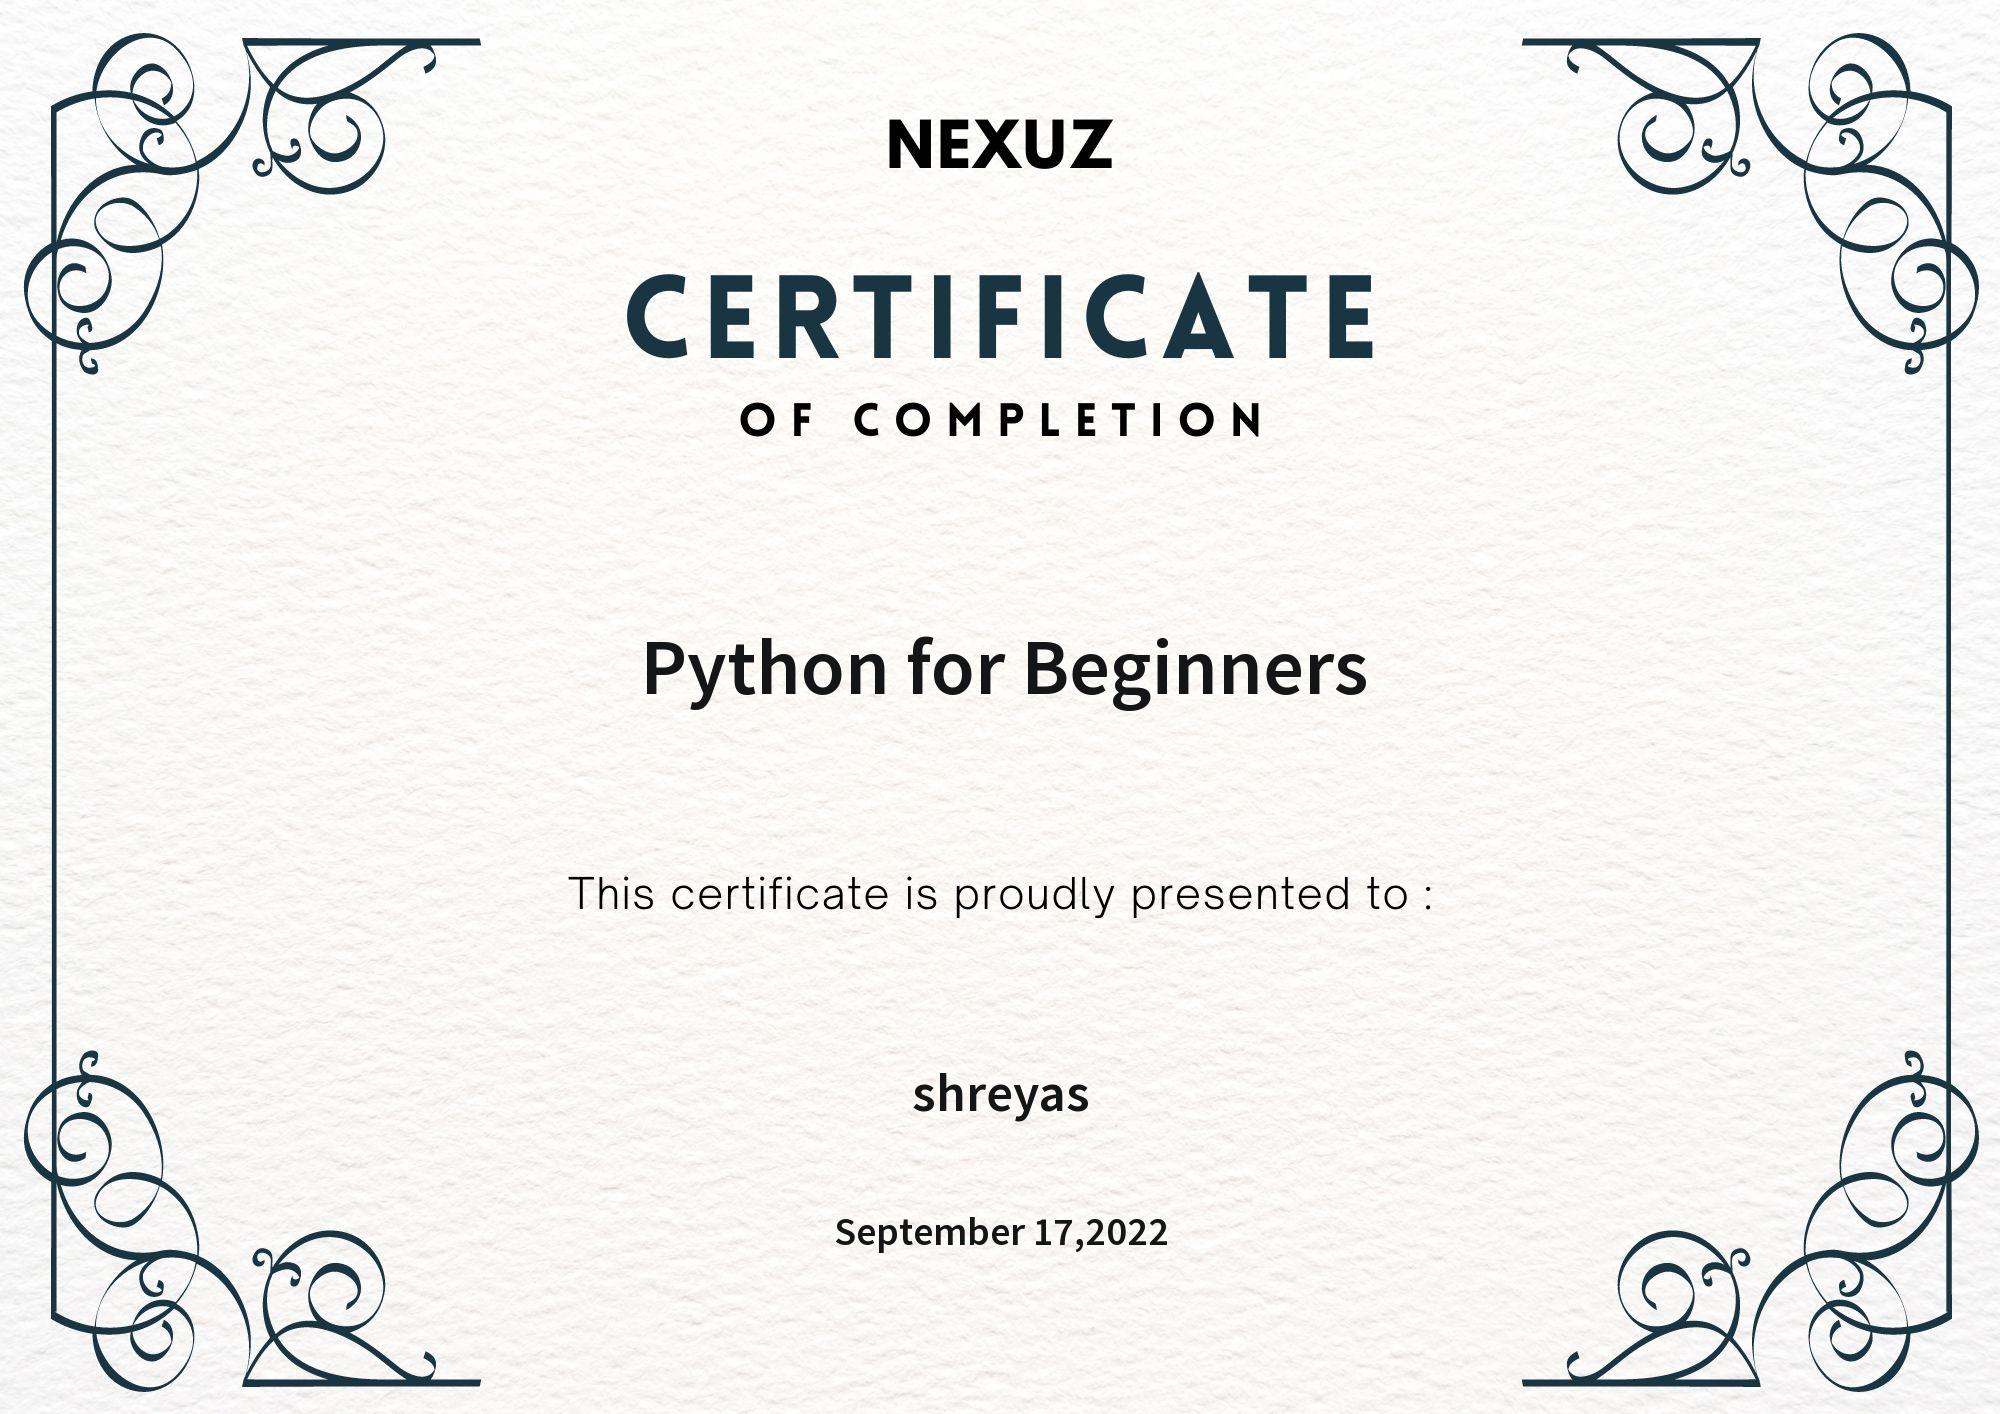 NEXUZ
CERTIFICATE
OF COMPLETION
Python for Beginners
This certificate is proudly presented to :
shreyas
September 17,2022